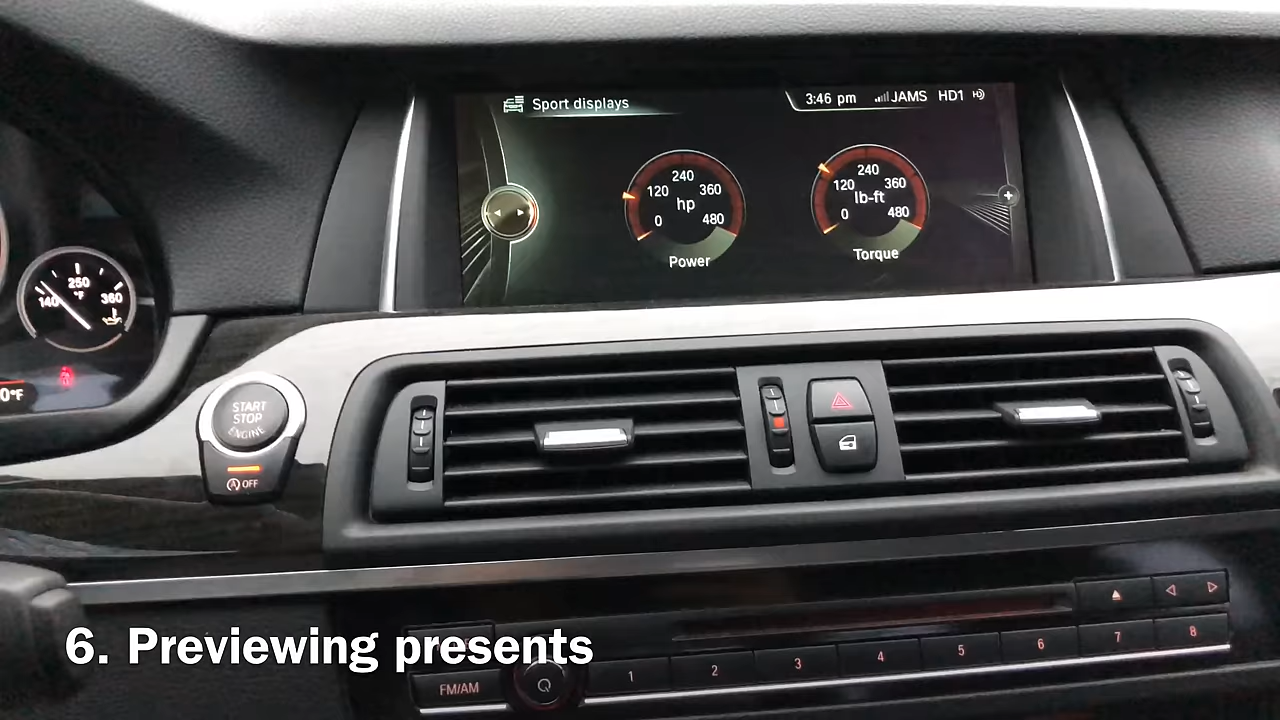 Sport displays
3:46 pm JAMS HD1
240
120 360
hp
0 480
Power
240
120 360
lb-ft
0 480
Torque
250
°F
140 360
0°F
START
STOP
ENGINE
A OFF
6. Previewing presents
FM/AM
1 2 3 4 5 6 7 8